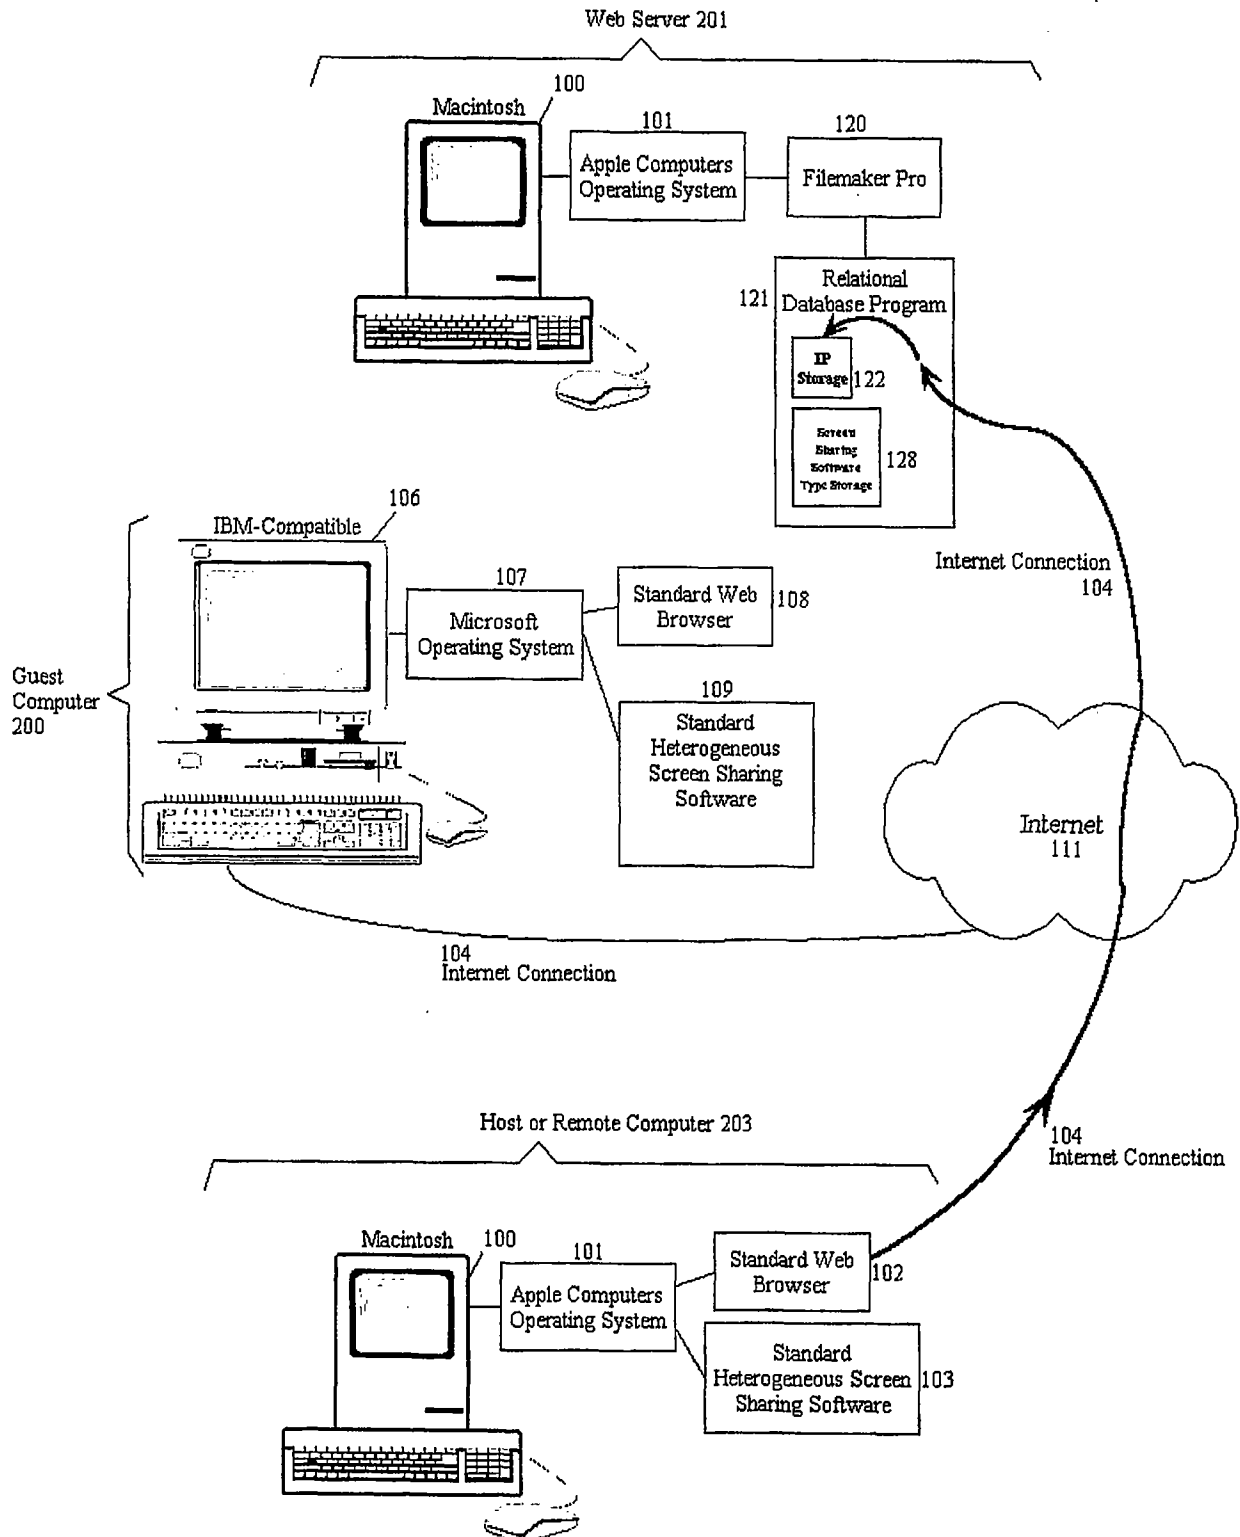 Web Server 201
100
Macintosh
101
Apple Computers
Operating System
120
Filemaker Pro
121
Relational
Database Program
IP
Storage
122
Screen
Sharing
Software
Type Storage
128
Internet Connection
104
106
IBM-Compatible
107
Microsoft
Operating System
Standard Web
Browser
108
Guest
Computer
200
109
Standard
Heterogeneous
Screen Sharing
Software
Internet
111
104
Internet Connection
Host or Remote Computer 203
104
Internet Connection
Macintosh
100
101
Apple Computers
Operating System
Standard Web
Browser
102
Standard
Heterogeneous Screen
Sharing Software
103